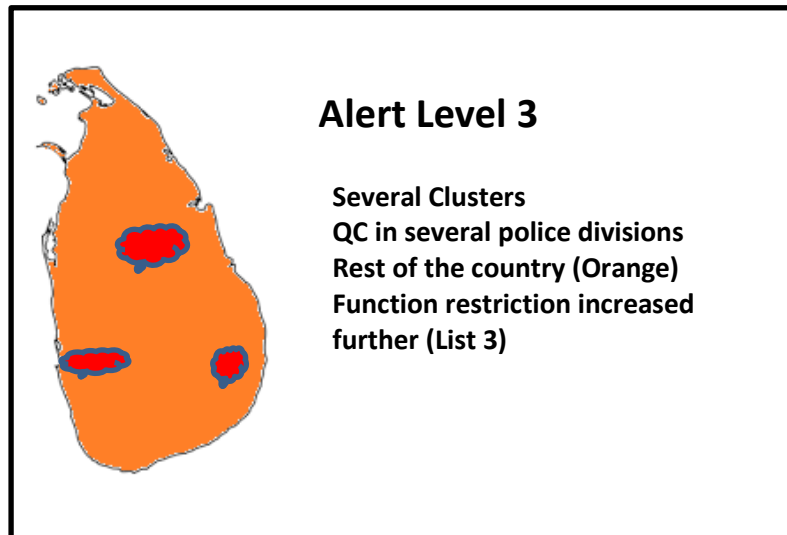 Alert Level 3
Several Clusters
QC in several police divisions
Rest of the country (Orange)
Function restriction increased
further (List 3)